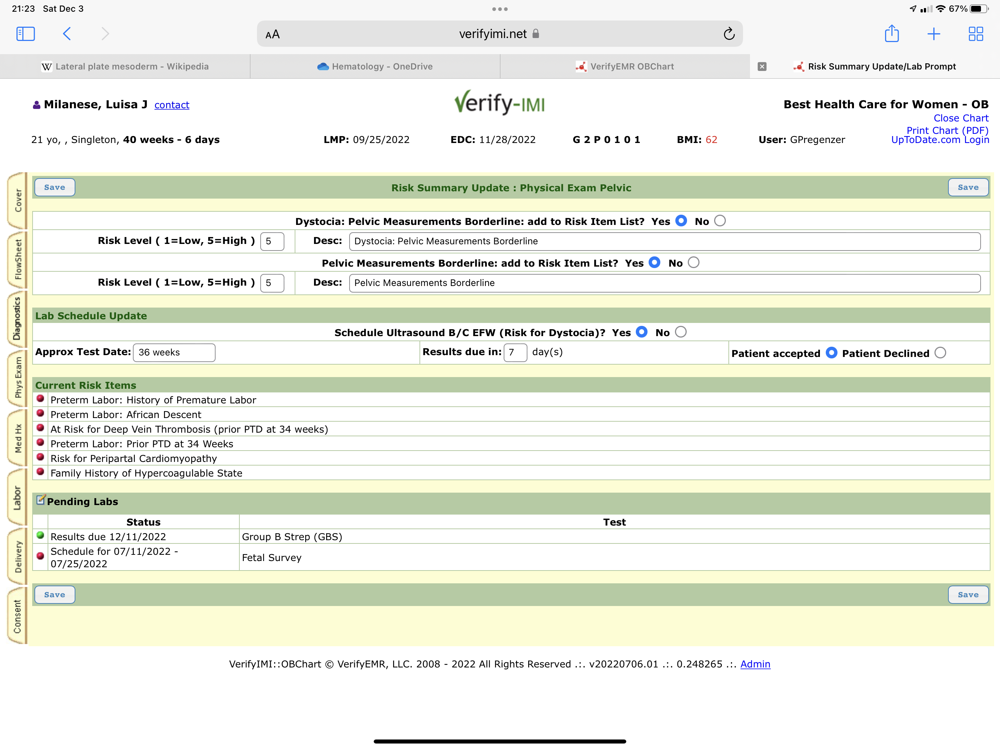 21:23 Sat Dec 3
67%
AA verifyimi.net
Lateral plate mesoderm - Wikipedia
Hematology - OneDrive
VerifyEMR OBChart
Risk Summary Update/Lab Prompt
Milanese, Luisa J contact
Verify-IMI
Best Health Care for Women - OB
Close Chart
Print Chart (PDF)
21 yo, , Singleton, 40 weeks - 6 days LMP: 09/25/2022 EDC: 11/28/2022 G 2 P 0 1 0 1 BMI: 62 User: GPregenzer UpToDate.com Login
Cover
FlowSheet
Diagnostics
Phys Exam
Med Hx
Labor
Delivery
Consent
Save Risk Summary Update : Physical Exam Pelvic Save
Dystocia: Pelvic Measurements Borderline: add to Risk Item List? Yes No
Risk Level ( 1=Low, 5=High ) 5 Desc: Dystocia: Pelvic Measurements Borderline
Pelvic Measurements Borderline: add to Risk Item List? Yes No
Risk Level ( 1=Low, 5=High ) 5 Desc: Pelvic Measurements Borderline
Lab Schedule Update
Schedule Ultrasound B/C EFW (Risk for Dystocia)? Yes No
Approx Test Date: 36 weeks Results due in: 7 day(s) Patient accepted Patient Declined
Current Risk Items
Preterm Labor: History of Premature Labor
Preterm Labor: African Descent
At Risk for Deep Vein Thrombosis (prior PTD at 34 weeks)
Preterm Labor: Prior PTD at 34 Weeks
Risk for Peripartal Cardiomyopathy
Family History of Hypercoagulable State
Pending Labs
Status Test
Results due 12/11/2022 Group B Strep (GBS)
Schedule for 07/11/2022 -
07/25/2022 Fetal Survey
Save Save
VerifyIMI::OBChart © VerifyEMR, LLC. 2008 - 2022 All Rights Reserved .:. v20220706.01 .:. 0.248265 .:. Admin